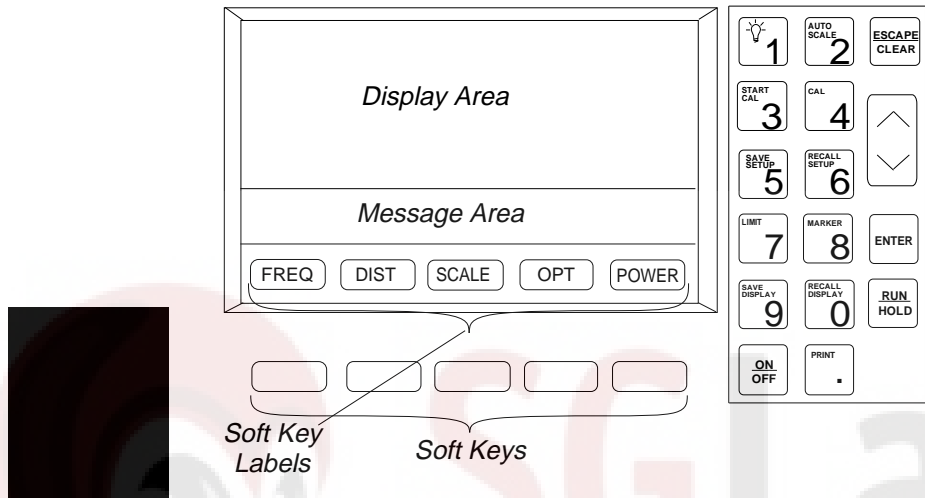 Display Area
Message Area
FREQ DIST SCALE OPT POWER
Soft Key
Labels
Soft Keys
1
AUTO
SCALE
2
ESCAPE
CLEAR
START
CAL
3
CAL
4
SAVE
SETUP
5
RECALL
SETUP
6
LIMIT
7
MARKER
8
ENTER
SAVE
DISPLAY
9
RECALL
DISPLAY
0
RUN
HOLD
ON
OFF
PRINT
.
SGLa